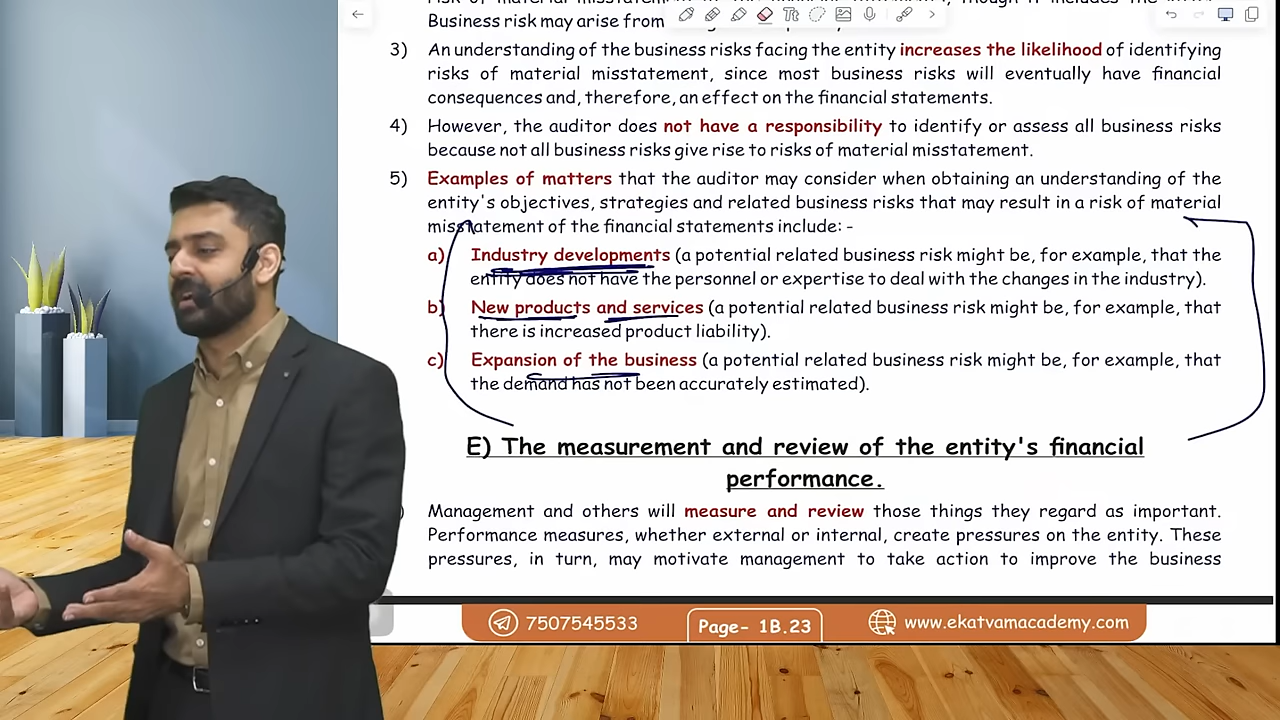 Business risk may arise from
3) An understanding of the business risks facing the entity increases the likelihood of identifying
risks of material misstatement, since most business risks will eventually have financial
consequences and, therefore, an effect on the financial statements.
4) However, the auditor does not have a responsibility to identify or assess all business risks
because not all business risks give rise to risks of material misstatement.
5) Examples of matters that the auditor may consider when obtaining an understanding of the
entity's objectives, strategies and related business risks that may result in a risk of material
misstatement of the financial statements include: -
a) Industry developments (a potential related business risk might be, for example, that the
entity does not have the personnel or expertise to deal with the changes in the industry).
b) New products and services (a potential related business risk might be, for example, that
there is increased product liability).
c) Expansion of the business (a potential related business risk might be, for example, that
the demand has not been accurately estimated).
E) The measurement and review of the entity's financial
performance.
Management and others will measure and review those things they regard as important.
Performance measures, whether external or internal, create pressures on the entity. These
pressures, in turn, may motivate management to take action to improve the business
7507545533
Page- 1B.23
www.ekatvamacademy.com